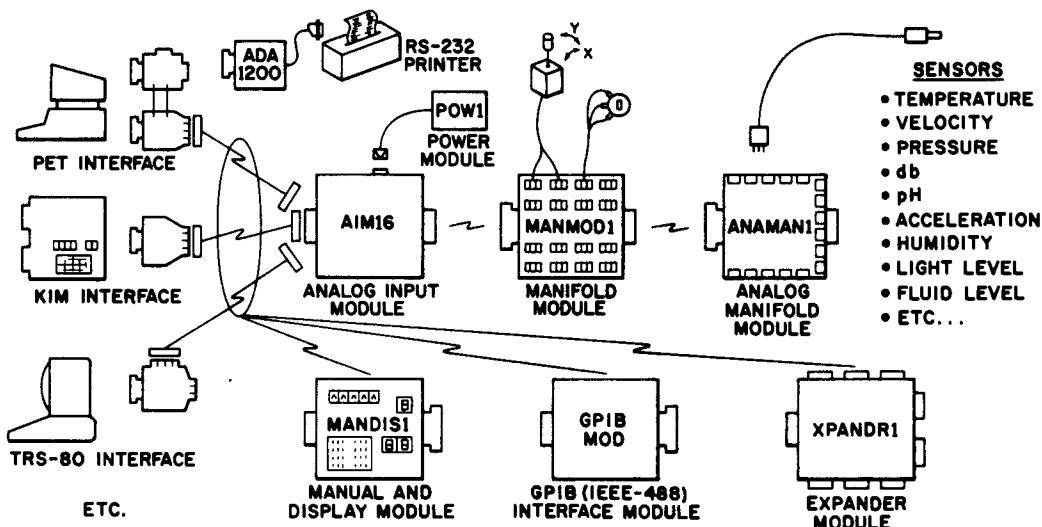 ADA
1200
RS-232
PRINTER
POW1
POWER
MODULE
Y
X
SENSORS
• TEMPERATURE
• VELOCITY
• PRESSURE
• db
• pH
• ACCELERATION
• HUMIDITY
• LIGHT LEVEL
• FLUID LEVEL
• ETC...
PET INTERFACE
AIM16
ANALOG INPUT
MODULE
MANMOD1
MANIFOLD
MODULE
ANAMAN1
ANALOG
MANIFOLD
MODULE
KIM INTERFACE
TRS-80 INTERFACE
ETC.
MANDIS1
MANUAL AND
DISPLAY MODULE
GPIB
MOD
GPIB (IEEE-488)
INTERFACE MODULE
XPANDR1
EXPANDER
MODULE